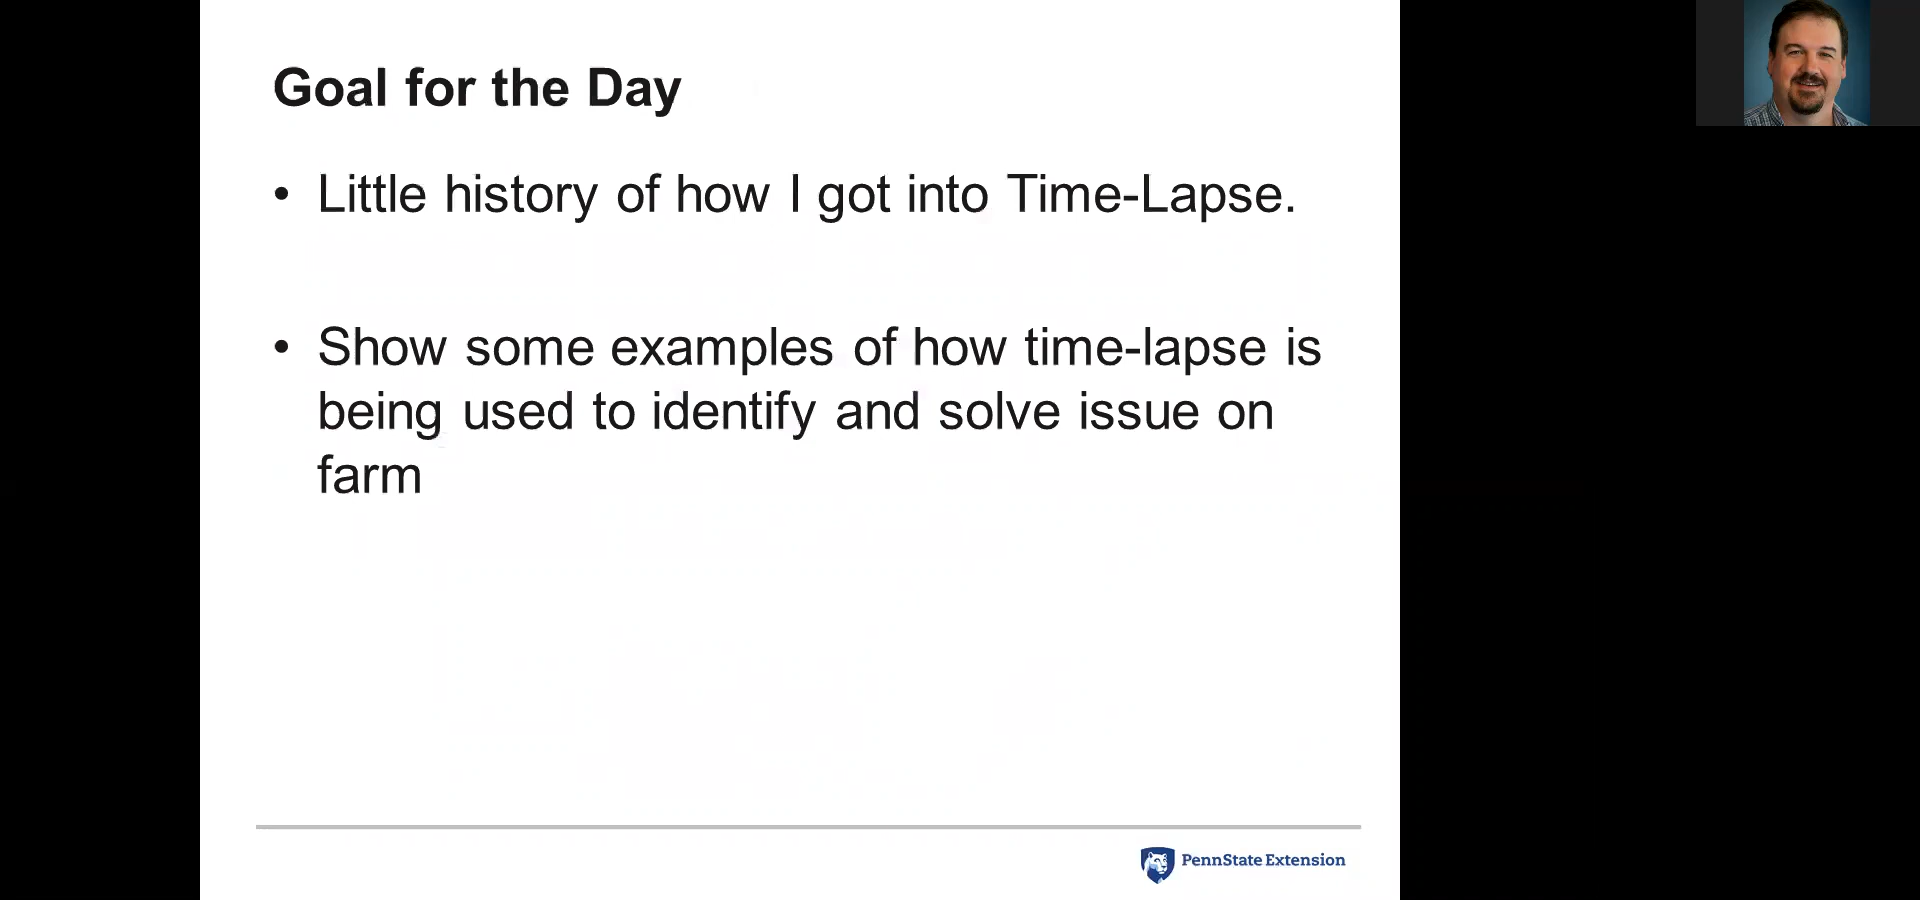 Goal for the Day
• Little history of how I got into Time-Lapse.
• Show some examples of how time-lapse is
being used to identify and solve issue on
farm
PennState Extension